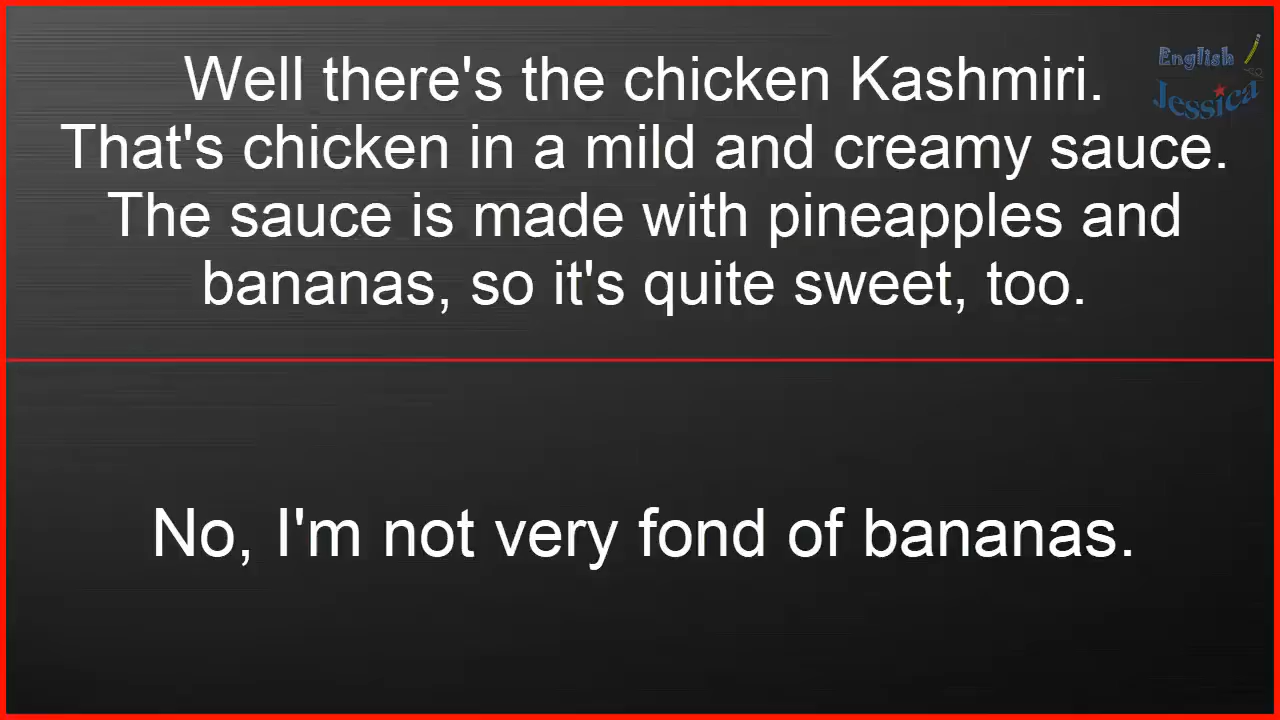 Well there's the chicken Kashmiri.
That's chicken in a mild and creamy sauce.
The sauce is made with pineapples and
bananas, so it's quite sweet, too.
No, I'm not very fond of bananas.
English
Jessica